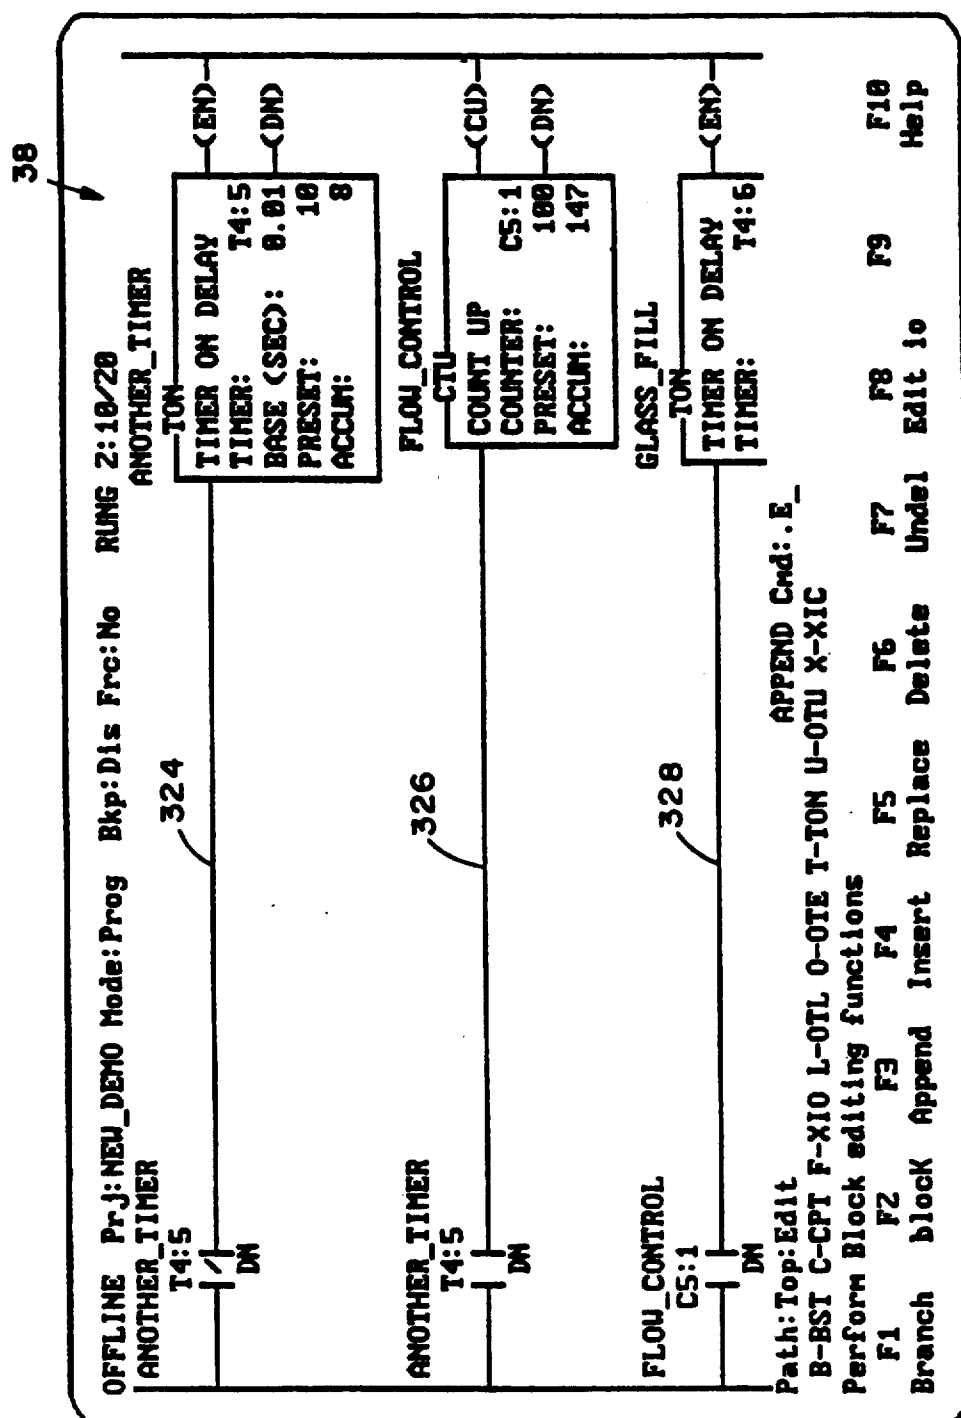 38
OFFLINE Prj:NEW_DEMO Mode:Prog Bkp:Dis Frc:No RUNG 2:10/20
ANOTHER_TIMER ANOTHER_TIMER
T4:5 324 TON
/ TIMER ON DELAY (EN)
DN TIMER: T4:5
BASE (SEC): 0.01 (DN)
PRESET: 10
ACCUM: 8
ANOTHER_TIMER FLOW_CONTROL
T4:5 326 CTU
COUNT UP (CU)
DN COUNTER: C5:1
PRESET: 100 (DN)
ACCUM: 147
FLOW_CONTROL GLASS_FILL
C5:1 328 TON
TIMER ON DELAY (EN)
DN TIMER: T4:6
APPEND Cmd:.E_
Path:Top:Edit
B-BST C-CPT F-XIO L-OTL O-OTE T-TON U-OTU X-XIC
Perform Block editing functions
F1 F2 F3 F4 F5 F6 F7 F8 F9 F10
Branch blocK Append Insert Replace Delete Undel Edit io Help